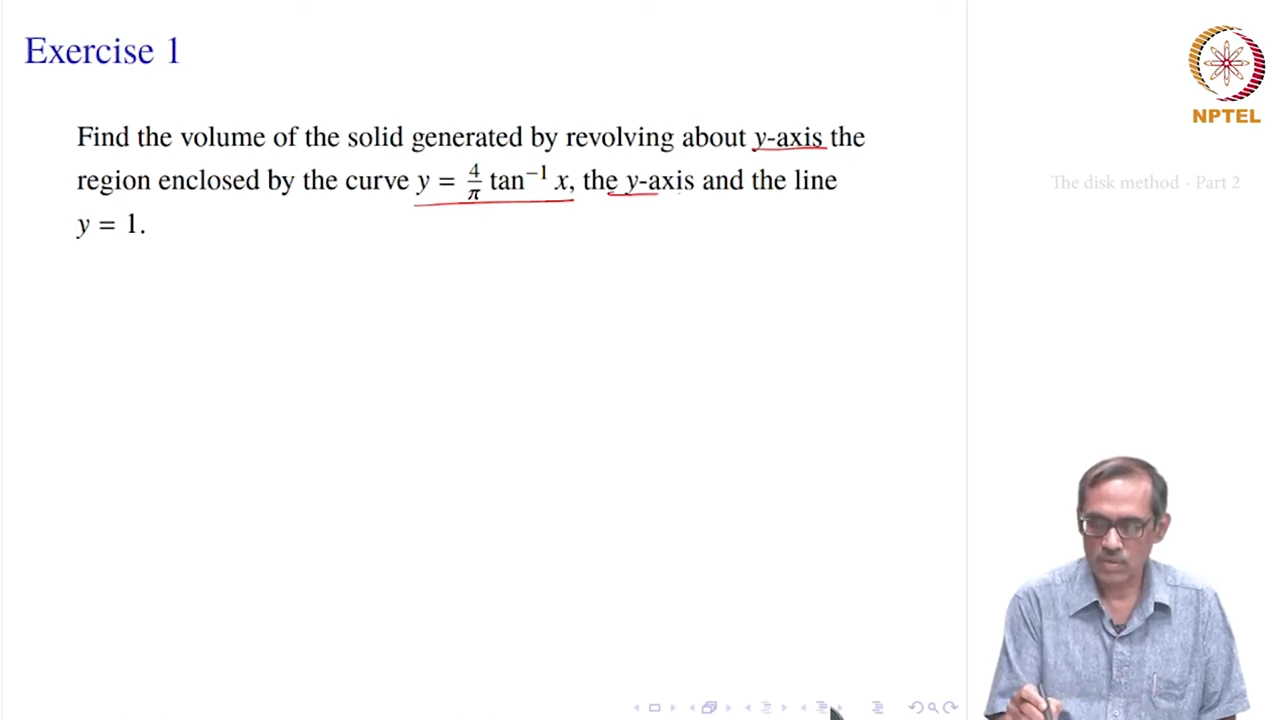 Exercise 1
NPTEL
Find the volume of the solid generated by revolving about y-axis the
region enclosed by the curve y = 4/π tan⁻¹ x, the y-axis and the line
y = 1.
The disk method - Part 2